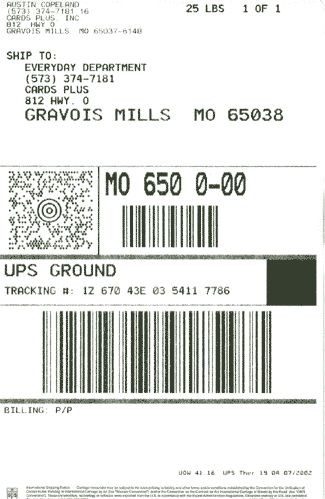 AUSTIN COPELAND
(573) 374-7181 16
CARDS PLUS, INC
812 HWY O
GRAVOIS MILLS MO 65037-6148
25 LBS 1 OF 1
SHIP TO:
EVERYDAY DEPARTMENT
(573) 374-7181
CARDS PLUS
812 HWY. O
GRAVOIS MILLS MO 65038
MO 650 0-00
UPS GROUND
TRACKING #: 1Z 670 43E 03 5411 7786
BILLING: P/P
UOW 41.16 UPS Ther 19.0A 07/2002